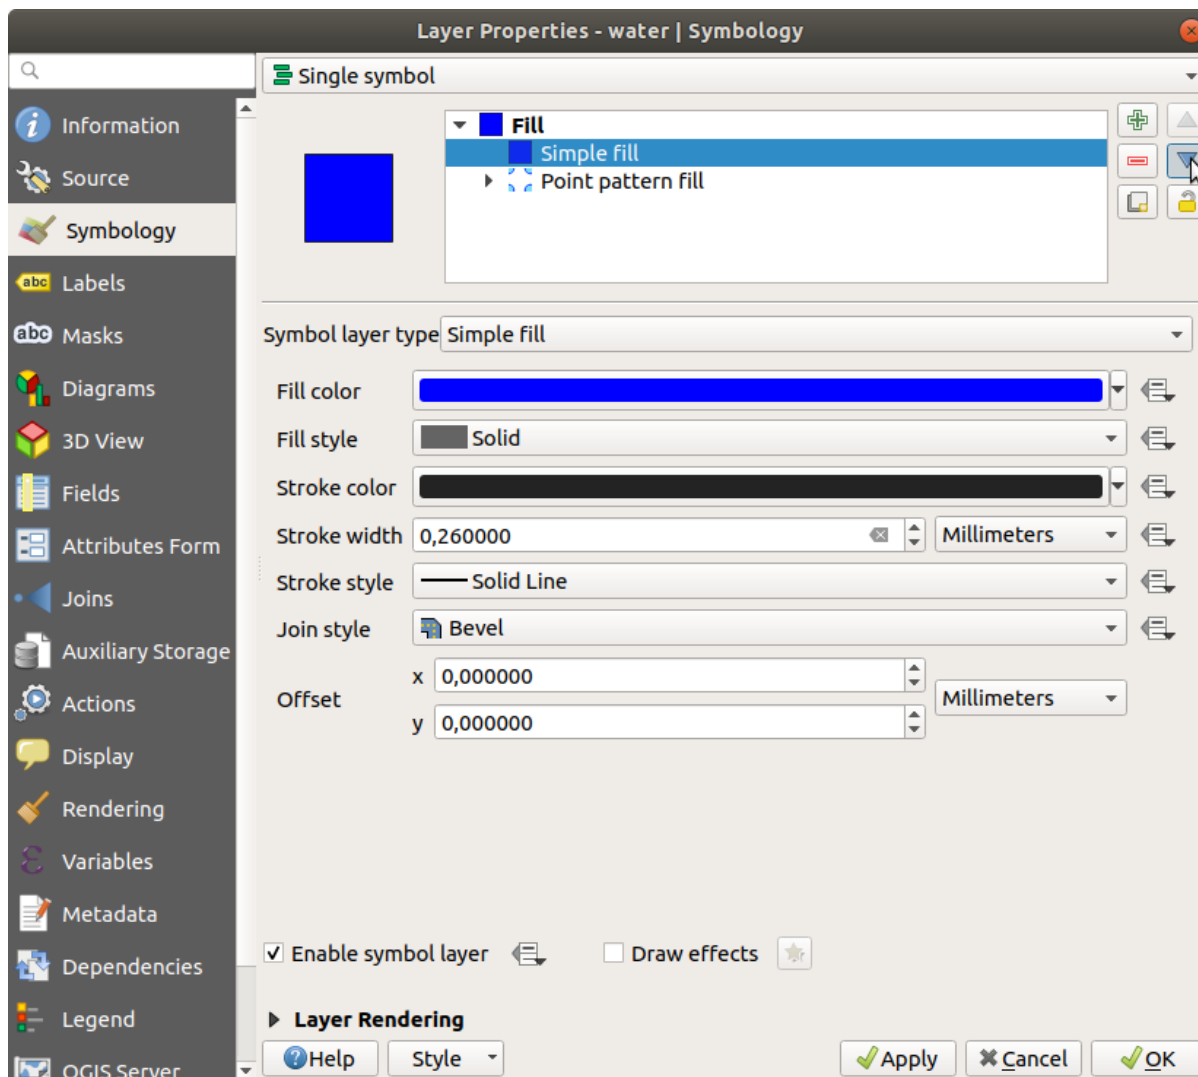 Layer Properties - water | Symbology
Single symbol
Information
Source
Symbology
abc Labels
abc Masks
Diagrams
3D View
Fields
Attributes Form
Joins
Auxiliary Storage
Actions
Display
Rendering
Variables
Metadata
Dependencies
Legend
QGIS Server
Fill
Simple fill
Point pattern fill
Symbol layer type Simple fill
Fill color
Fill style Solid
Stroke color
Stroke width 0,260000 Millimeters
Stroke style Solid Line
Join style Bevel
Offset x 0,000000 Millimeters
y 0,000000
Enable symbol layer Draw effects
Layer Rendering
Help Style Apply Cancel OK